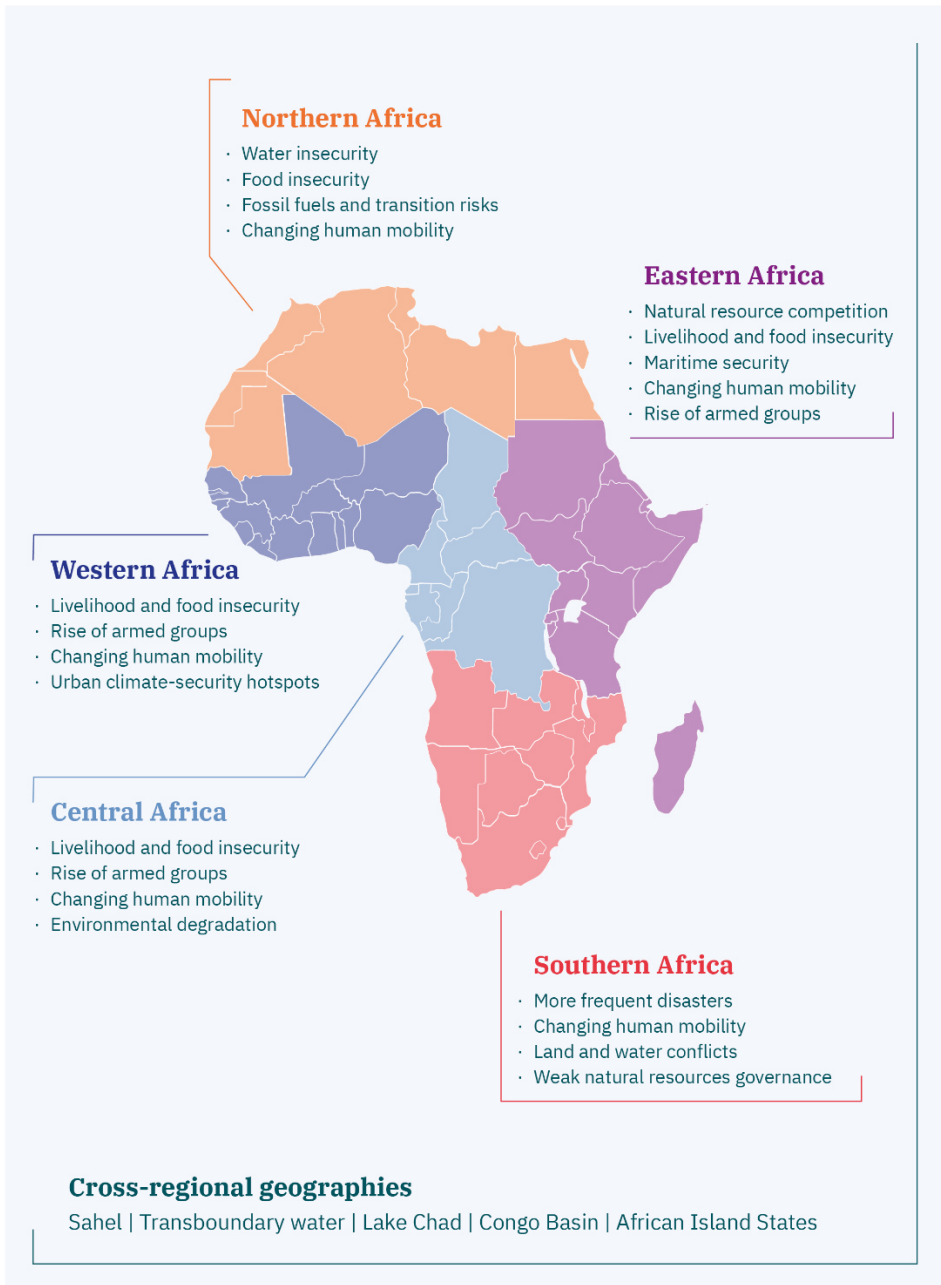 Northern Africa
· Water insecurity
· Food insecurity
· Fossil fuels and transition risks
· Changing human mobility
Eastern Africa
· Natural resource competition
· Livelihood and food insecurity
· Maritime security
· Changing human mobility
· Rise of armed groups
Western Africa
· Livelihood and food insecurity
· Rise of armed groups
· Changing human mobility
· Urban climate-security hotspots
Central Africa
· Livelihood and food insecurity
· Rise of armed groups
· Changing human mobility
· Environmental degradation
Southern Africa
· More frequent disasters
· Changing human mobility
· Land and water conflicts
· Weak natural resources governance
Cross-regional geographies
Sahel | Transboundary water | Lake Chad | Congo Basin | African Island States